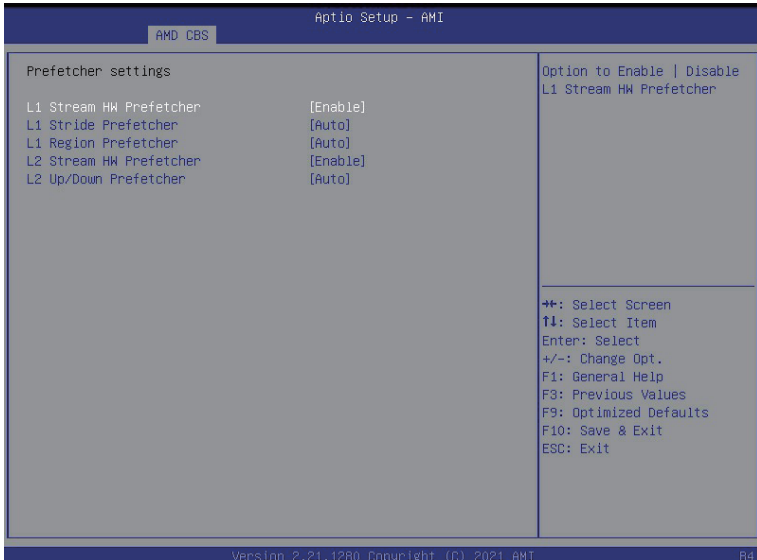 Aptio Setup – AMI
AMD CBS
Prefetcher settings
L1 Stream HW Prefetcher [Enable]
L1 Stride Prefetcher [Auto]
L1 Region Prefetcher [Auto]
L2 Stream HW Prefetcher [Enable]
L2 Up/Down Prefetcher [Auto]
Option to Enable | Disable
L1 Stream HW Prefetcher
→←: Select Screen
↑↓: Select Item
Enter: Select
+/-: Change Opt.
F1: General Help
F3: Previous Values
F9: Optimized Defaults
F10: Save & Exit
ESC: Exit
Version 2.21.1280 Copyright (C) 2021 AMI
B4